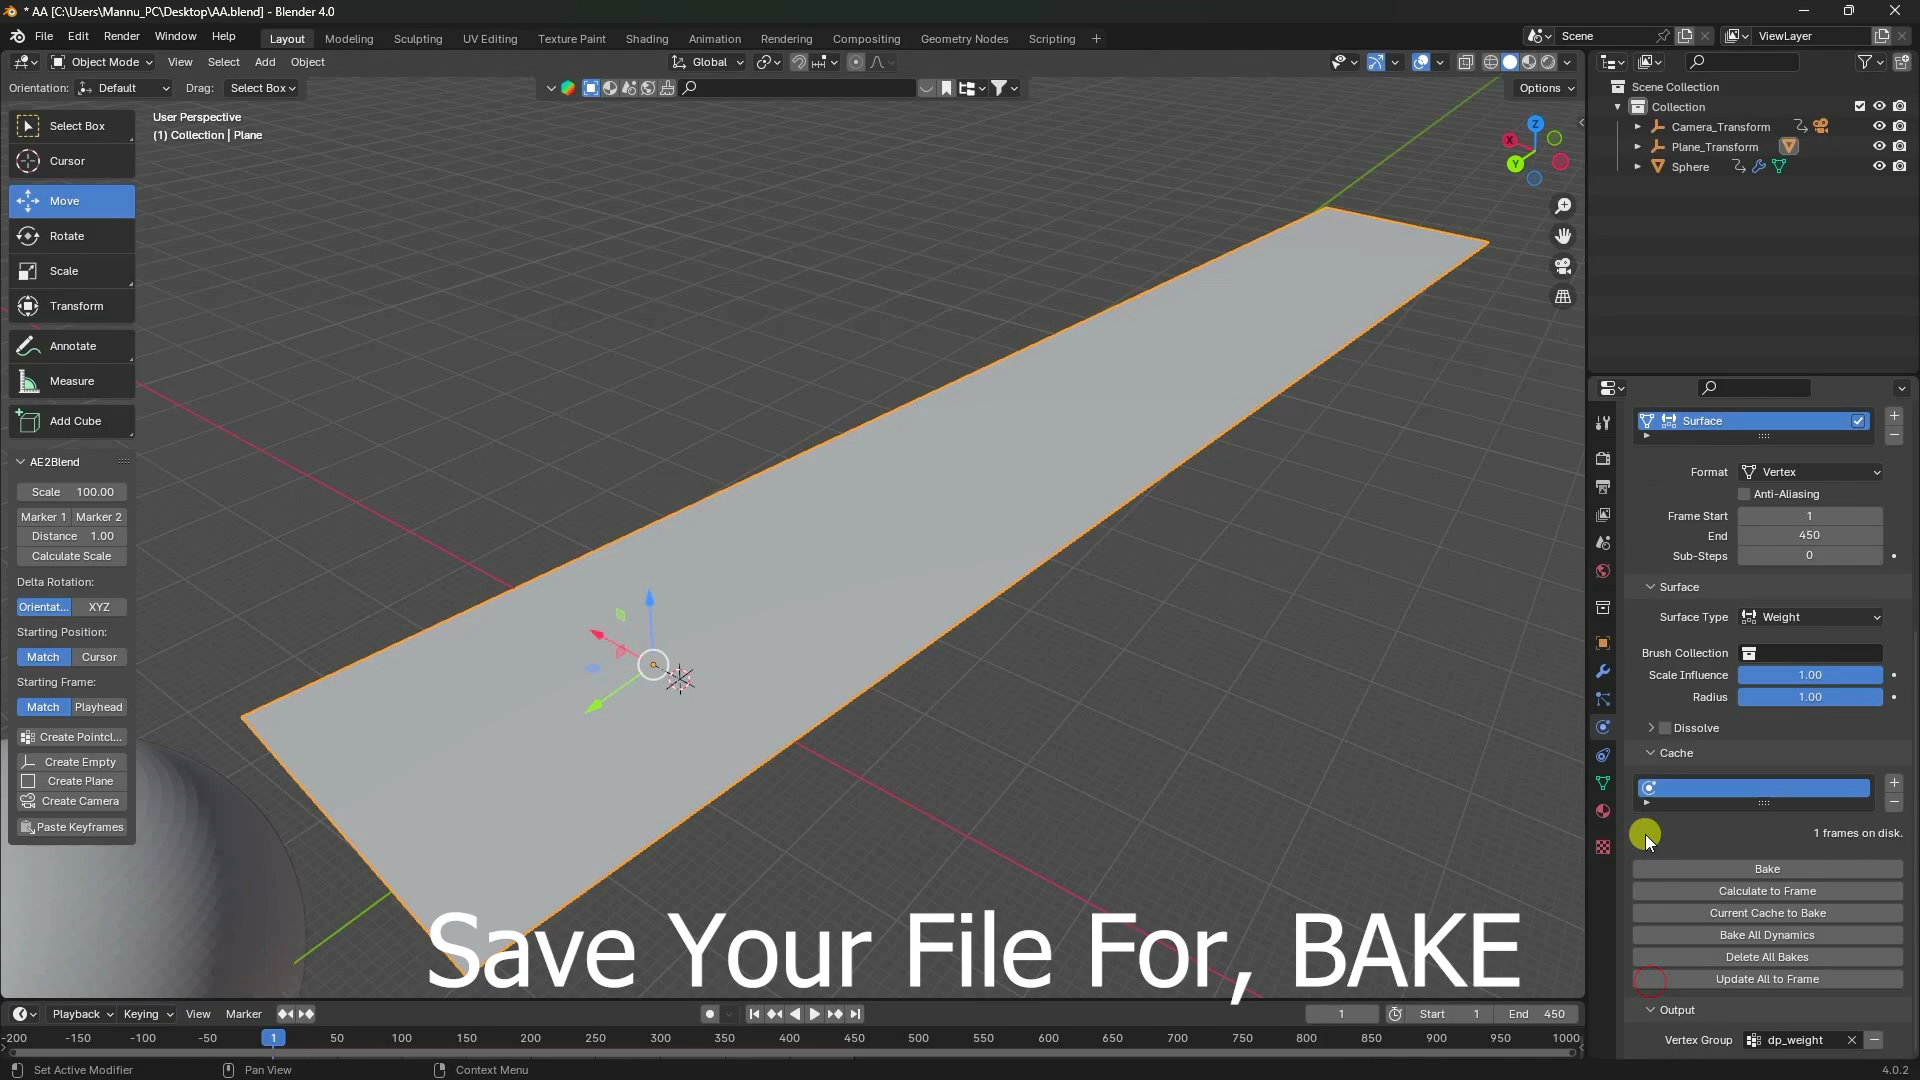 * AA [C:\Users\Mannu_PC\Desktop\AA.blend] - Blender 4.0
File Edit Render Window Help
Layout Modeling Sculpting UV Editing Texture Paint Shading Animation Rendering Compositing Geometry Nodes Scripting +
Scene
ViewLayer
Object Mode View Select Add Object
Global
Orientation: Default Drag: Select Box
Options
User Perspective
(1) Collection | Plane
Select Box
Cursor
Move
Rotate
Scale
Transform
Annotate
Measure
Add Cube
AE2Blend
Scale 100.00
Marker 1 Marker 2
Distance 1.00
Calculate Scale
Delta Rotation:
Orientat... XYZ
Starting Position:
Match Cursor
Starting Frame:
Match Playhead
Create Pointcl...
Create Empty
Create Plane
Create Camera
Paste Keyframes
Z
X
Y
Scene Collection
Collection
Camera_Transform
Plane_Transform
Sphere
Surface
Format Vertex
Anti-Aliasing
Frame Start 1
End 450
Sub-Steps 0
Surface
Surface Type Weight
Brush Collection
Scale Influence 1.00
Radius 1.00
Dissolve
Cache
1 frames on disk.
Bake
Calculate to Frame
Current Cache to Bake
Bake All Dynamics
Delete All Bakes
Update All to Frame
Output
Vertex Group dp_weight
Save Your File For, BAKE
Playback Keying View Marker
1 Start 1 End 450
-200 -150 -100 -50 1 50 100 150 200 250 300 350 400 450 500 550 600 650 700 750 800 850 900 950 1000
Set Active Modifier Pan View Context Menu
4.0.2